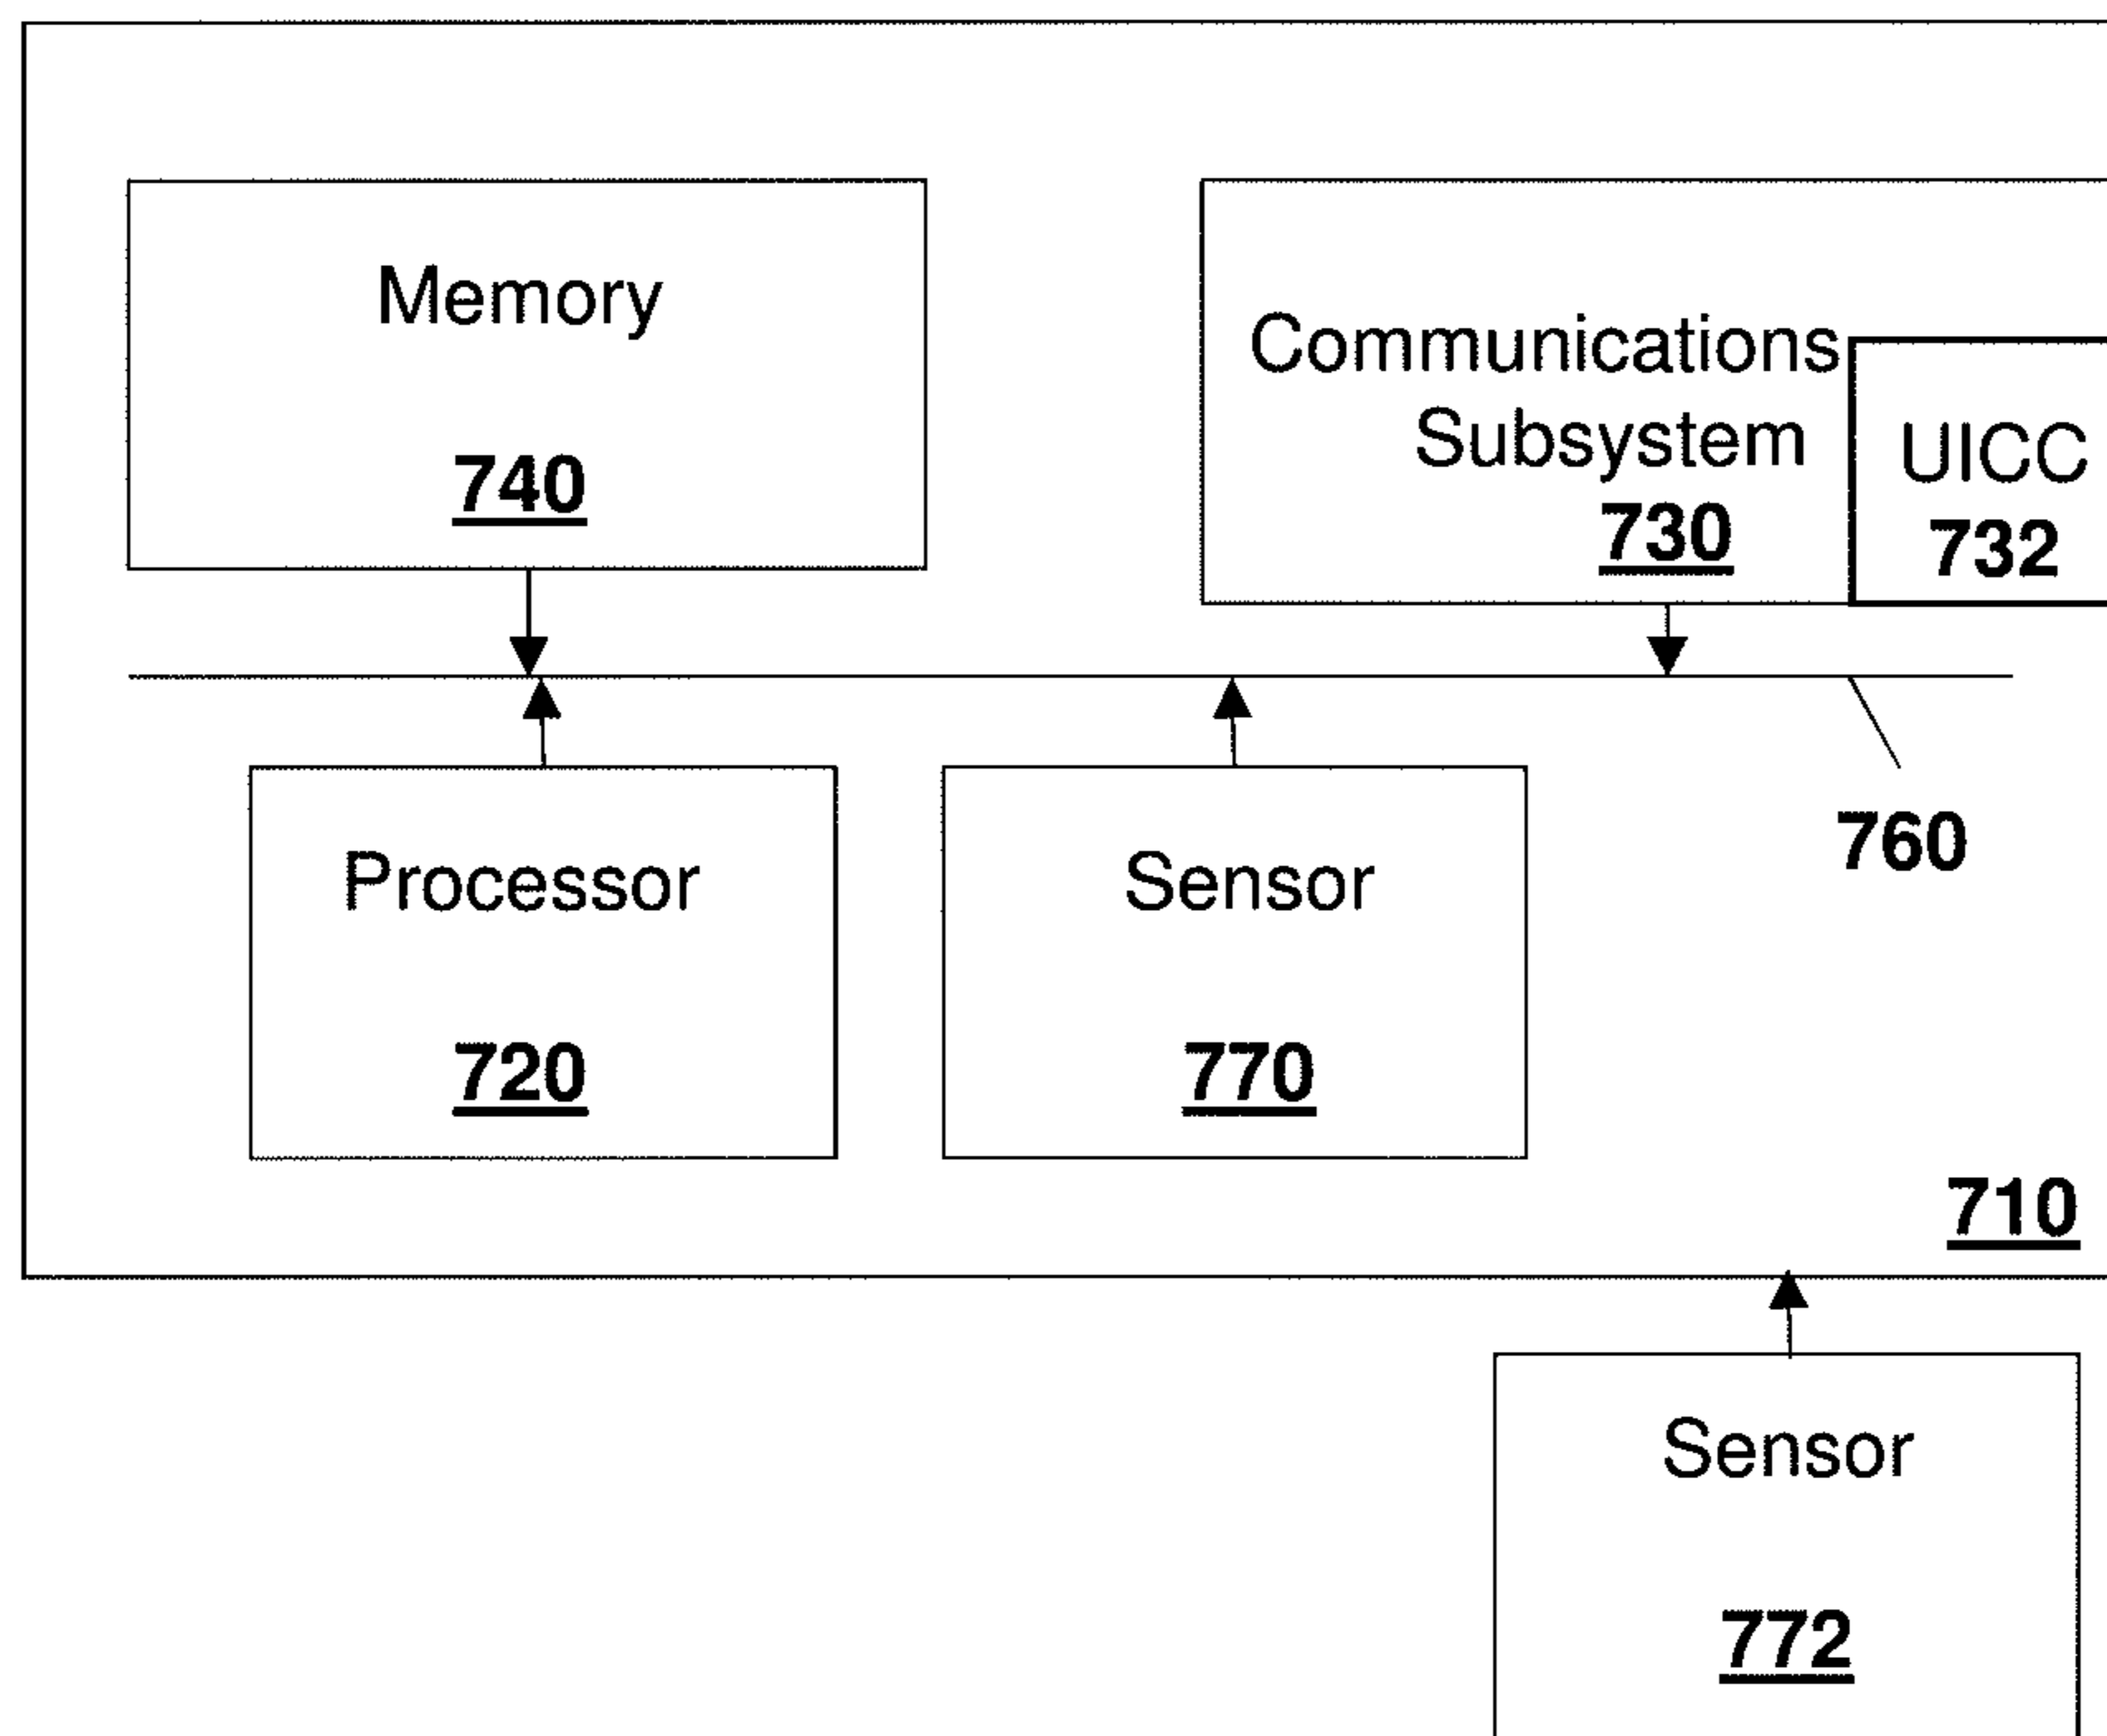 Memory
740
Communications
Subsystem
730
UICC
732
760
Processor
720
Sensor
770
710
Sensor
772